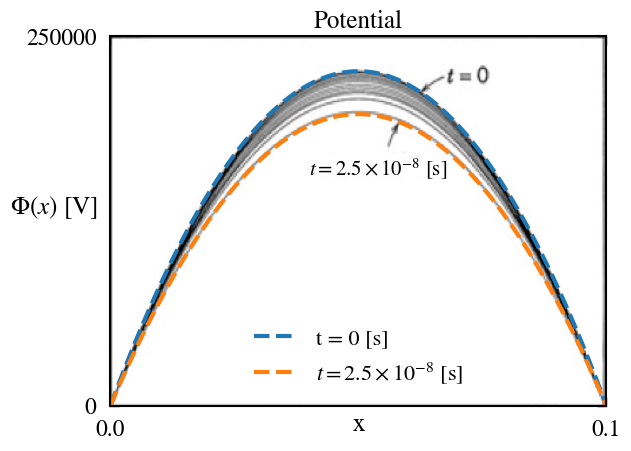 Potential
250000
t = 0
t = 2.5 × 10⁻⁸ [s]
Φ(x) [V]
t = 0 [s]
t = 2.5 × 10⁻⁸ [s]
0
0.0
x
0.1